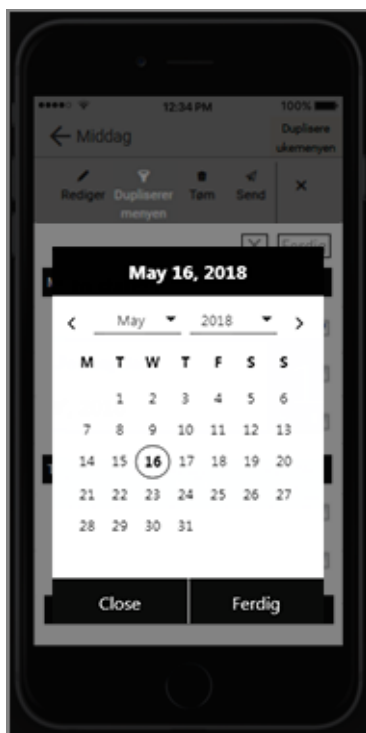 12:34 PM 100%
Middag
Duplisere
ukemenyen
Rediger Dupliserer Tøm Send
menyen
Ferdig
May 16, 2018
May 2018
M T W T F S S
1 2 3 4 5 6
7 8 9 10 11 12 13
14 15 16 17 18 19 20
21 22 23 24 25 26 27
28 29 30 31
Close Ferdig